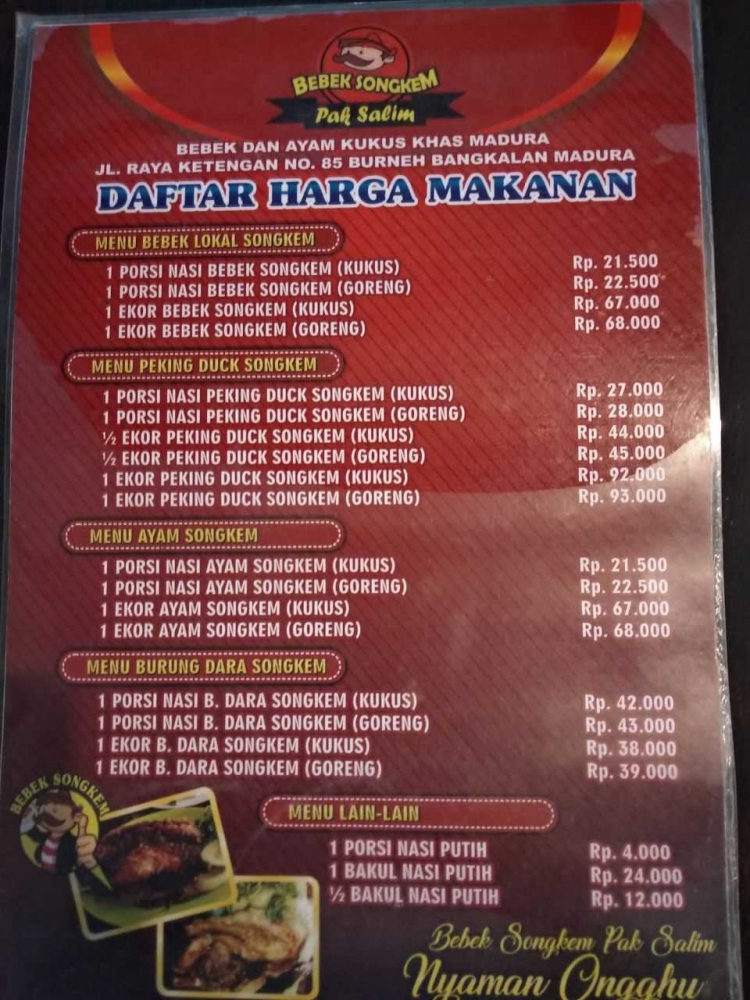 BEBEK SONGKEM
Pak Salim
BEBEK DAN AYAM KUKUS KHAS MADURA
JL. RAYA KETENGAN NO. 85 BURNEH BANGKALAN MADURA
DAFTAR HARGA MAKANAN
MENU BEBEK LOKAL SONGKEM
1 PORSI NASI BEBEK SONGKEM (KUKUS) Rp. 21.500
1 PORSI NASI BEBEK SONGKEM (GORENG) Rp. 22.500
1 EKOR BEBEK SONGKEM (KUKUS) Rp. 67.000
1 EKOR BEBEK SONGKEM (GORENG) Rp. 68.000
MENU PEKING DUCK SONGKEM
1 PORSI NASI PEKING DUCK SONGKEM (KUKUS) Rp. 27.000
1 PORSI NASI PEKING DUCK SONGKEM (GORENG) Rp. 28.000
½ EKOR PEKING DUCK SONGKEM (KUKUS) Rp. 44.000
½ EKOR PEKING DUCK SONGKEM (GORENG) Rp. 45.000
1 EKOR PEKING DUCK SONGKEM (KUKUS) Rp. 92.000
1 EKOR PEKING DUCK SONGKEM (GORENG) Rp. 93.000
MENU AYAM SONGKEM
1 PORSI NASI AYAM SONGKEM (KUKUS) Rp. 21.500
1 PORSI NASI AYAM SONGKEM (GORENG) Rp. 22.500
1 EKOR AYAM SONGKEM (KUKUS) Rp. 67.000
1 EKOR AYAM SONGKEM (GORENG) Rp. 68.000
MENU BURUNG DARA SONGKEM
1 PORSI NASI B. DARA SONGKEM (KUKUS) Rp. 42.000
1 PORSI NASI B. DARA SONGKEM (GORENG) Rp. 43.000
1 EKOR B. DARA SONGKEM (KUKUS) Rp. 38.000
1 EKOR B. DARA SONGKEM (GORENG) Rp. 39.000
BEBEK SONGKEM
MENU LAIN-LAIN
1 PORSI NASI PUTIH Rp. 4.000
1 BAKUL NASI PUTIH Rp. 24.000
½ BAKUL NASI PUTIH Rp. 12.000
Bebek Songkem Pak Salim
Nyaman Ongghu